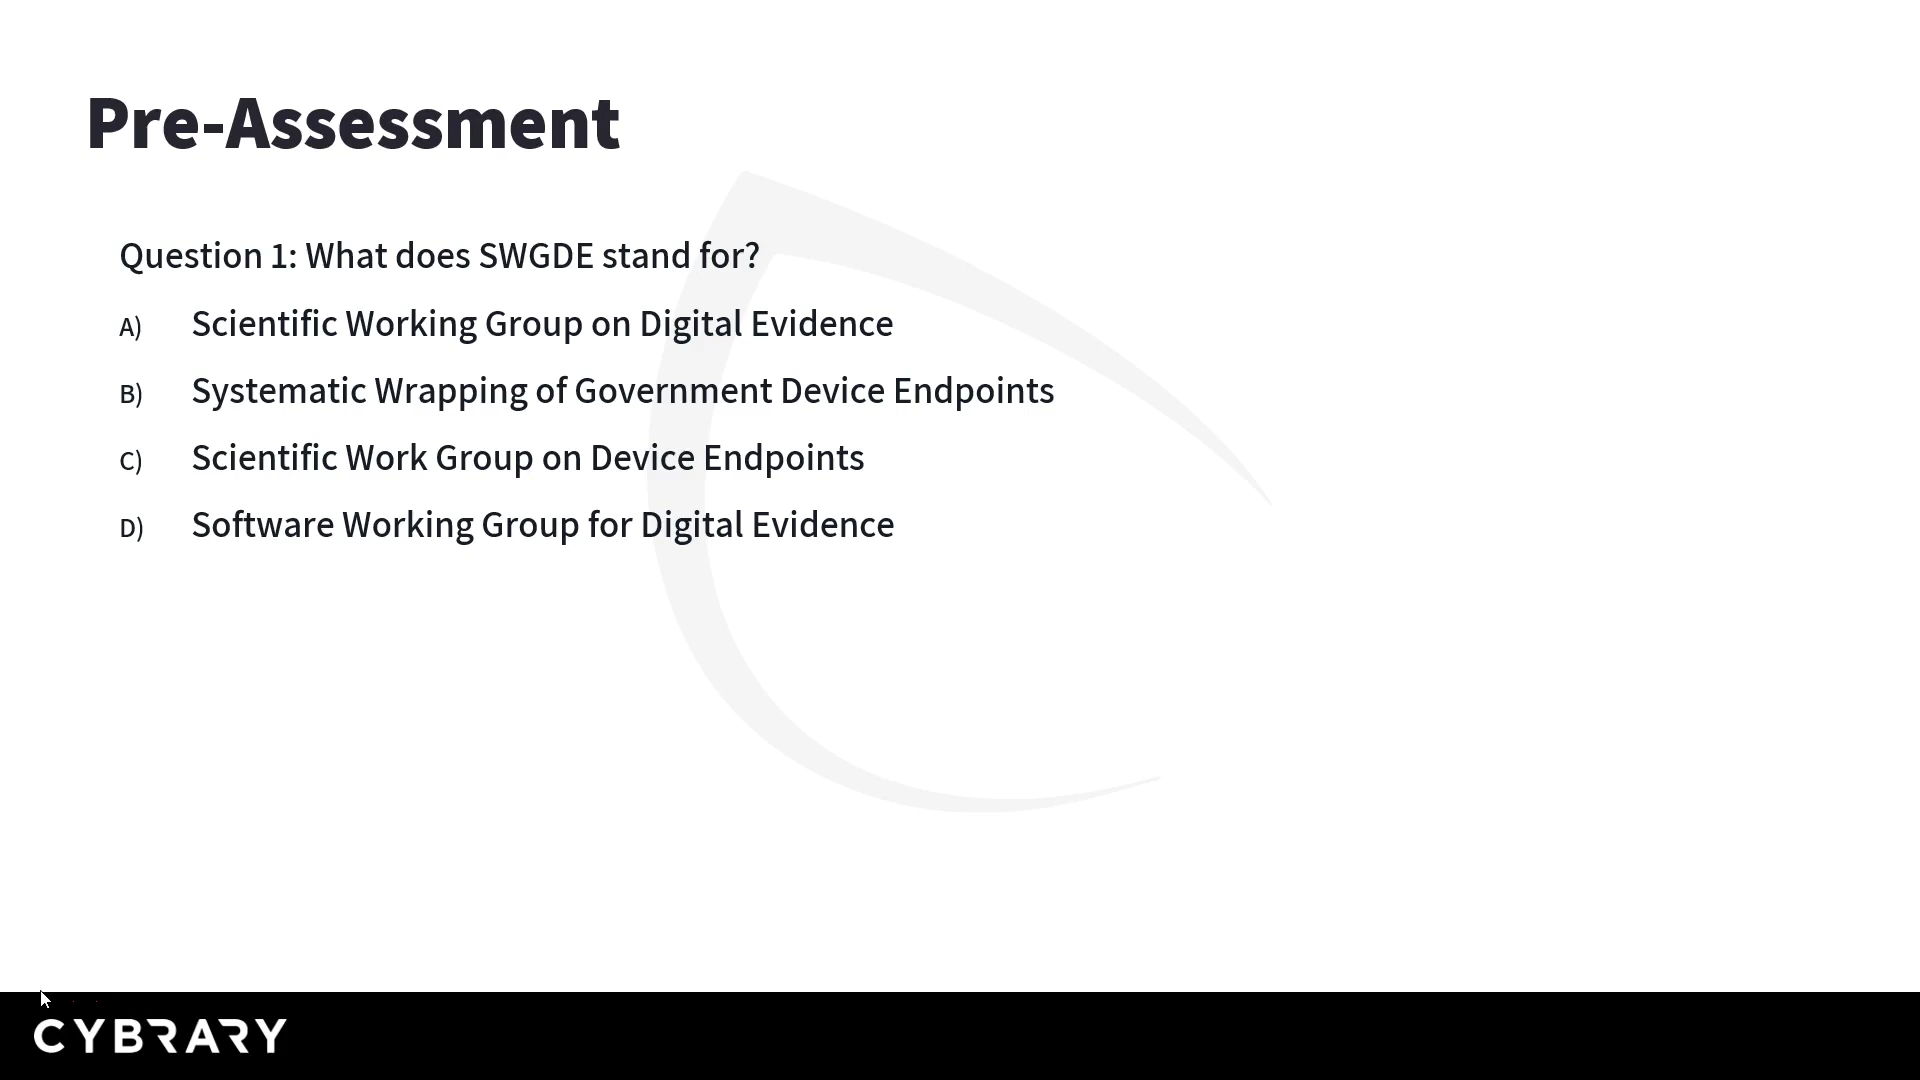 Pre-Assessment
Question 1: What does SWGDE stand for?
A) Scientific Working Group on Digital Evidence
B) Systematic Wrapping of Government Device Endpoints
C) Scientific Work Group on Device Endpoints
D) Software Working Group for Digital Evidence
CYBRARY